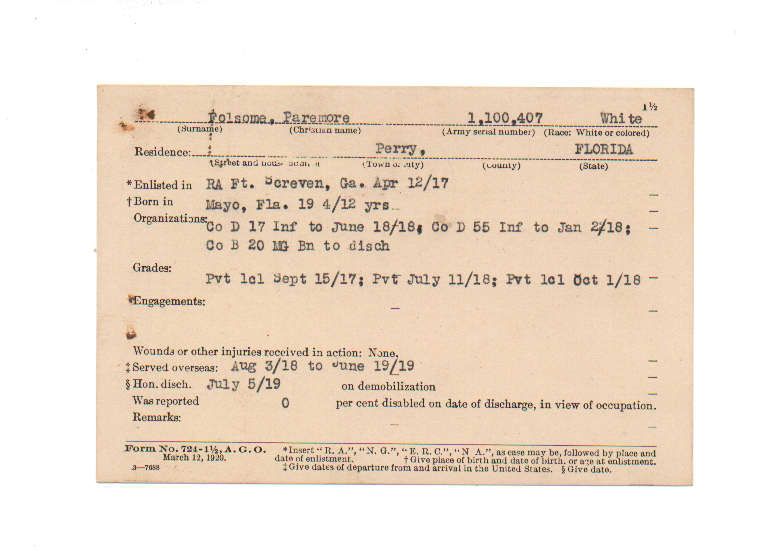 1½
Folsome, Paremore 1,100,407 White
(Surname) (Christian name) (Army serial number) (Race: White or colored)
Residence: Perry, FLORIDA
(Street and house number) (Town or city) (County) (State)
*Enlisted in RA Ft. Screven, Ga. Apr 12/17
†Born in Mayo, Fla. 19 4/12 yrs
Organizations: Co D 17 Inf to June 18/18; Co D 55 Inf to Jan 2/18;
Co B 20 MG Bn to disch
Grades:
Pvt 1cl Sept 15/17; Pvt July 11/18; Pvt 1cl Oct 1/18
Engagements: –
Wounds or other injuries received in action: None.
‡Served overseas: Aug 3/18 to June 19/19
§Hon. disch. July 5/19 on demobilization
Was reported 0 per cent disabled on date of discharge, in view of occupation.
Remarks:
Form No. 724-1½, A. G. O. *Insert "R. A.", "N. G.", "E. R. C.", "N A.", as case may be, followed by place and
March 12, 1920. date of enlistment. †Give place of birth and date of birth, or age at enlistment.
3—7688 ‡Give dates of departure from and arrival in the United States. §Give date.